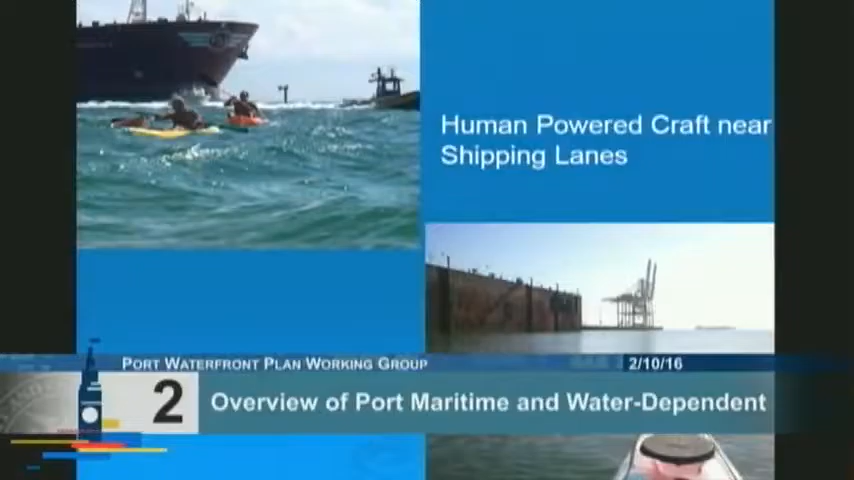 Human Powered Craft near
Shipping Lanes
PORT WATERFRONT PLAN WORKING GROUP
2/10/16
2
Overview of Port Maritime and Water-Dependent